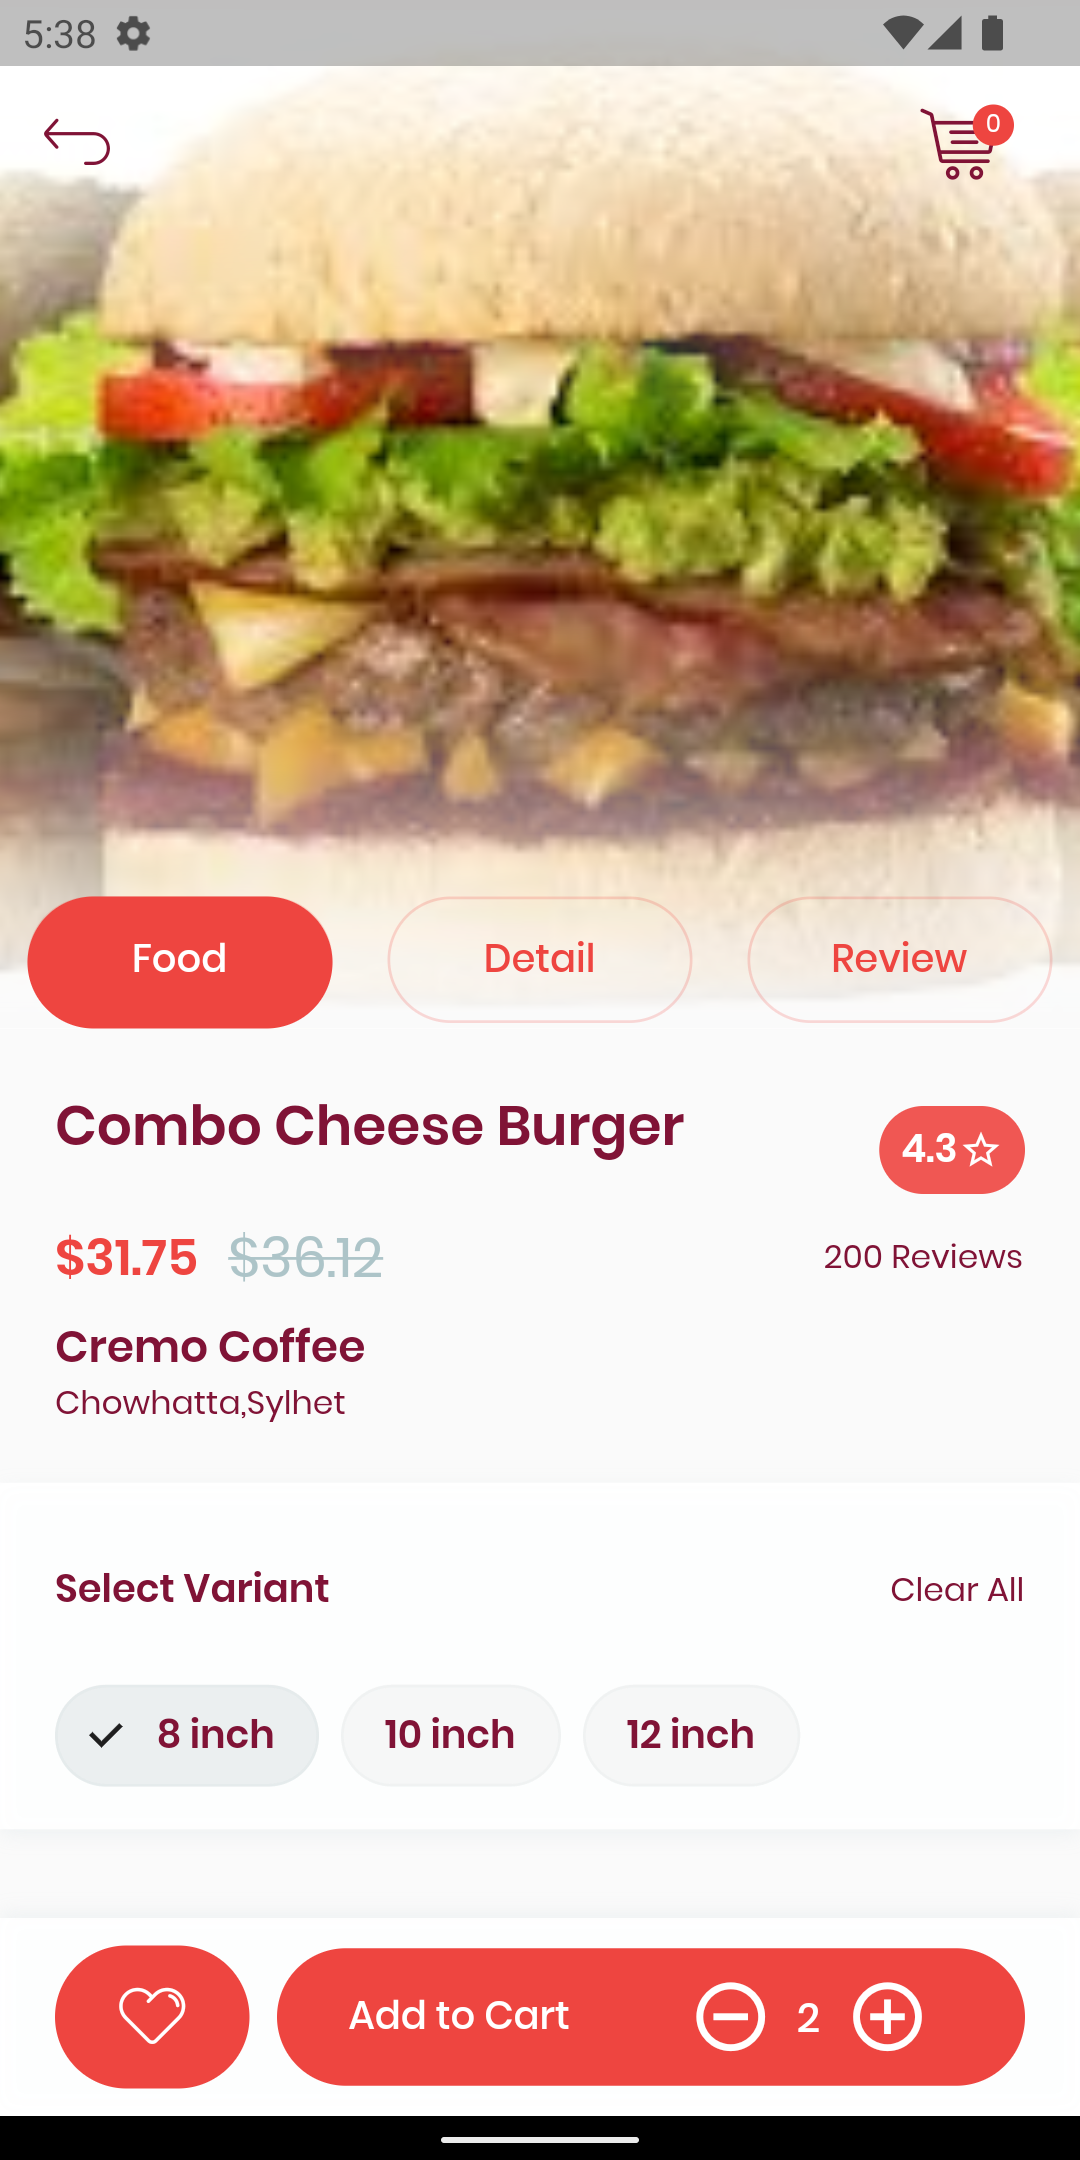 5:38
0
Food
Detail
Review
Combo Cheese Burger
4.3
$31.75 $36.12
200 Reviews
Cremo Coffee
Chowhatta,Sylhet
Select Variant
Clear All
8 inch
10 inch
12 inch
Add to Cart
2